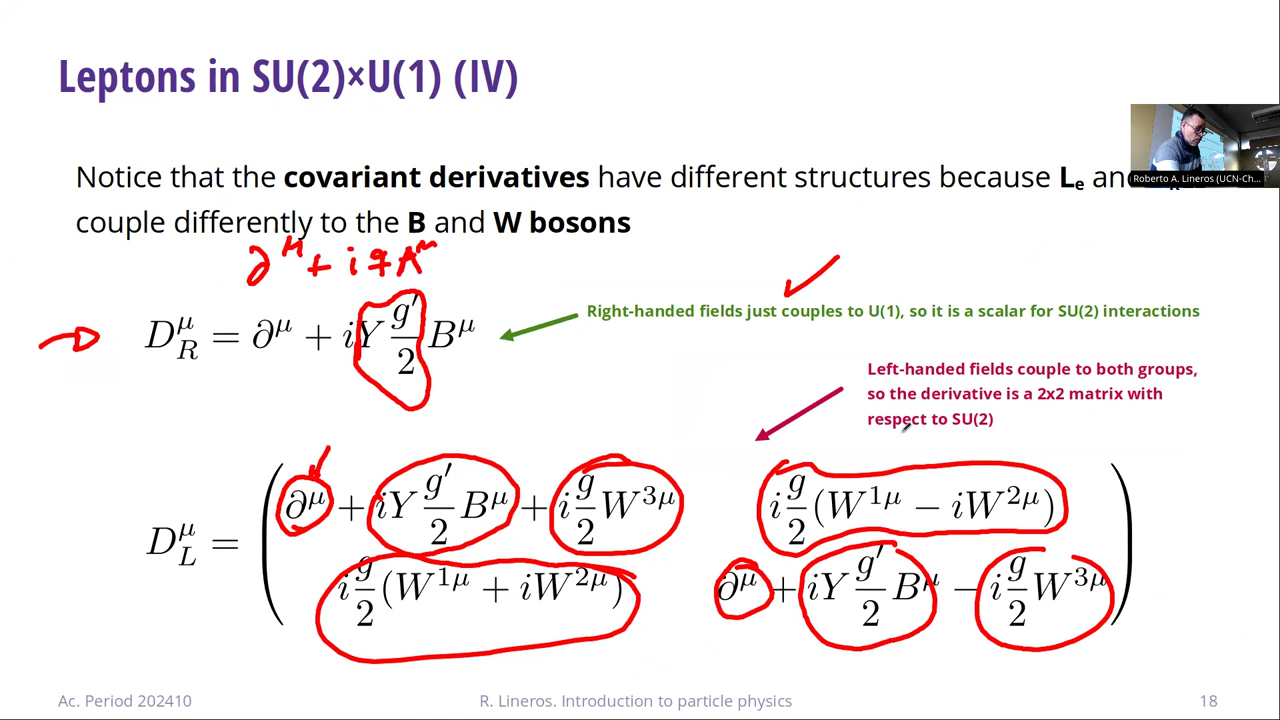 Leptons in SU(2)×U(1) (IV)
Roberto A. Lineros (UCN-Ch...
Notice that the covariant derivatives have different structures because Lₑ and
couple differently to the B and W bosons
∂^μ + i q A^μ
D_R^μ = ∂^μ + iY g′/2 B^μ
Right-handed fields just couples to U(1), so it is a scalar for SU(2) interactions
Left-handed fields couple to both groups,
so the derivative is a 2x2 matrix with
respect to SU(2)
D_L^μ = ( ∂^μ + iY g′/2 B^μ + i g/2 W^{3μ}    i g/2 (W^{1μ} − iW^{2μ})
i g/2 (W^{1μ} + iW^{2μ})    ∂^μ + iY g′/2 B^μ − i g/2 W^{3μ} )
Ac. Period 202410 R. Lineros. Introduction to particle physics 18